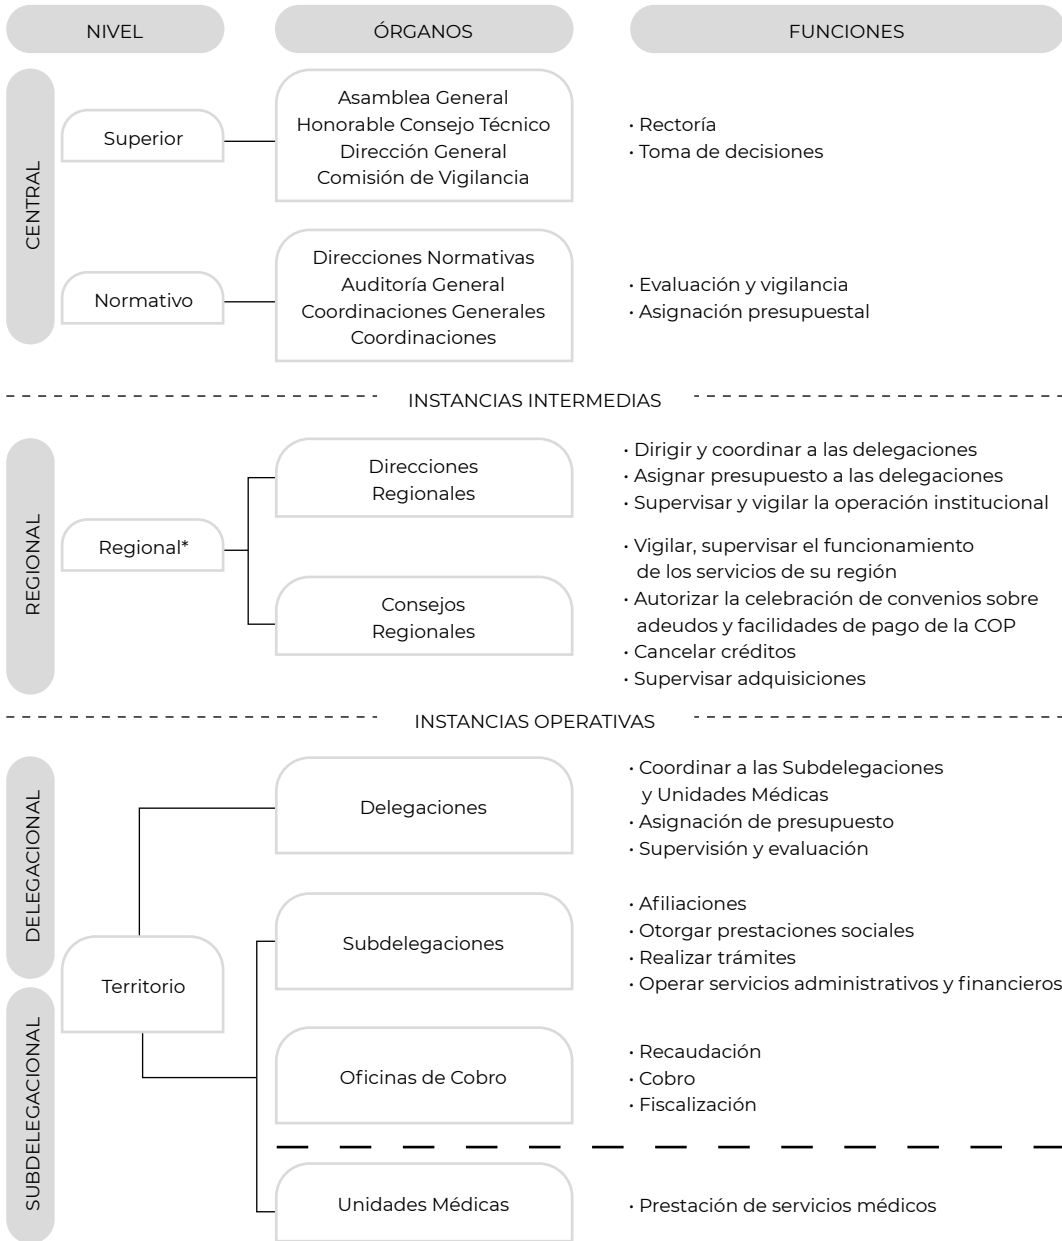 NIVEL
ÓRGANOS
FUNCIONES
CENTRAL
Superior
Asamblea General
Honorable Consejo Técnico
Dirección General
Comisión de Vigilancia
· Rectoría
· Toma de decisiones
Normativo
Direcciones Normativas
Auditoría General
Coordinaciones Generales
Coordinaciones
· Evaluación y vigilancia
· Asignación presupuestal
INSTANCIAS INTERMEDIAS
REGIONAL
Regional*
Direcciones
Regionales
· Dirigir y coordinar a las delegaciones
· Asignar presupuesto a las delegaciones
· Supervisar y vigilar la operación institucional
Consejos
Regionales
· Vigilar, supervisar el funcionamiento
de los servicios de su región
· Autorizar la celebración de convenios sobre
adeudos y facilidades de pago de la COP
· Cancelar créditos
· Supervisar adquisiciones
INSTANCIAS OPERATIVAS
DELEGACIONAL
SUBDELEGACIONAL
Territorio
Delegaciones
· Coordinar a las Subdelegaciones
y Unidades Médicas
· Asignación de presupuesto
· Supervisión y evaluación
Subdelegaciones
· Afiliaciones
· Otorgar prestaciones sociales
· Realizar trámites
· Operar servicios administrativos y financieros
Oficinas de Cobro
· Recaudación
· Cobro
· Fiscalización
Unidades Médicas
· Prestación de servicios médicos